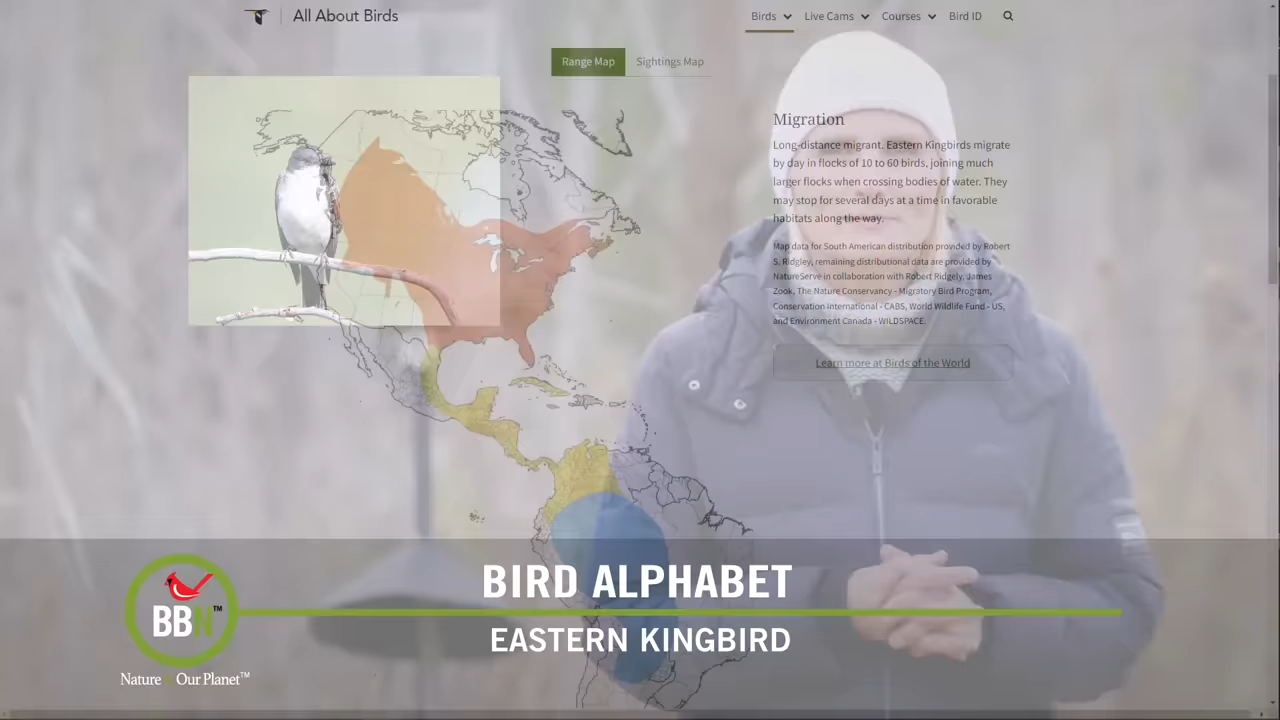 All About Birds
Birds
Live Cams
Courses
Bird ID
Range Map
Sightings Map
Migration
Long-distance migrant. Eastern Kingbirds migrate
by day in flocks of 10 to 60 birds, joining much
larger flocks when crossing bodies of water. They
may stop for several days at a time in favorable
habitats along the way.
Map data for South American distribution provided by Robert
S. Ridgley, remaining distributional data are provided by
NatureServe in collaboration with Robert Ridgely, James
Zook, The Nature Conservancy - Migratory Bird Program,
Conservation International - CABS, World Wildlife Fund - US,
and Environment Canada - WILDSPACE.
Learn more at Birds of the World
BIRD ALPHABET
EASTERN KINGBIRD
BBN™
Nature Our Planet™